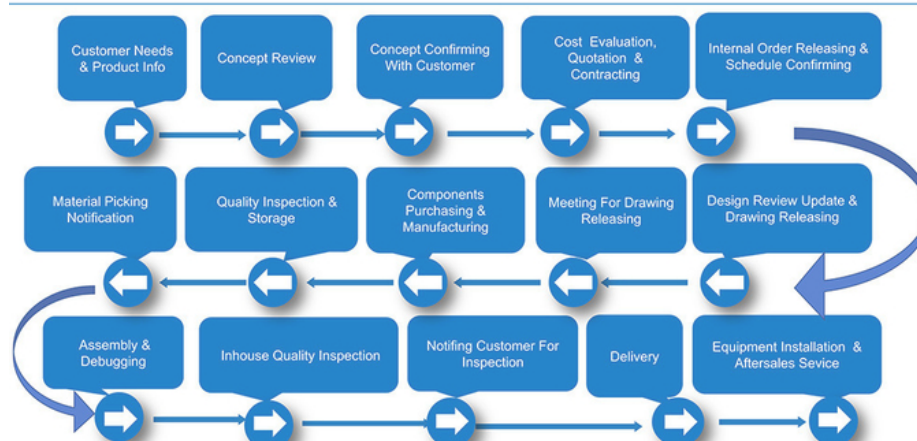 Customer Needs
& Product Info
Concept Review
Concept Confirming
With Customer
Cost Evaluation,
Quotation &
Contracting
Internal Order Releasing &
Schedule Confirming
Material Picking
Notification
Quality Inspection &
Storage
Components
Purchasing &
Manufacturing
Meeting For Drawing
Releasing
Design Review Update &
Drawing Releasing
Assembly &
Debugging
Inhouse Quality Inspection
Notifing Customer For
Inspection
Delivery
Equipment Installation &
Aftersales Sevice